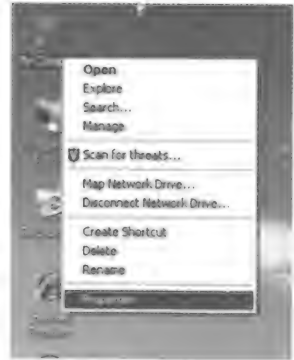 Open
Explore
Search...
Manage
Scan for threats...
Map Network Drive...
Disconnect Network Drive...
Create Shortcut
Delete
Rename